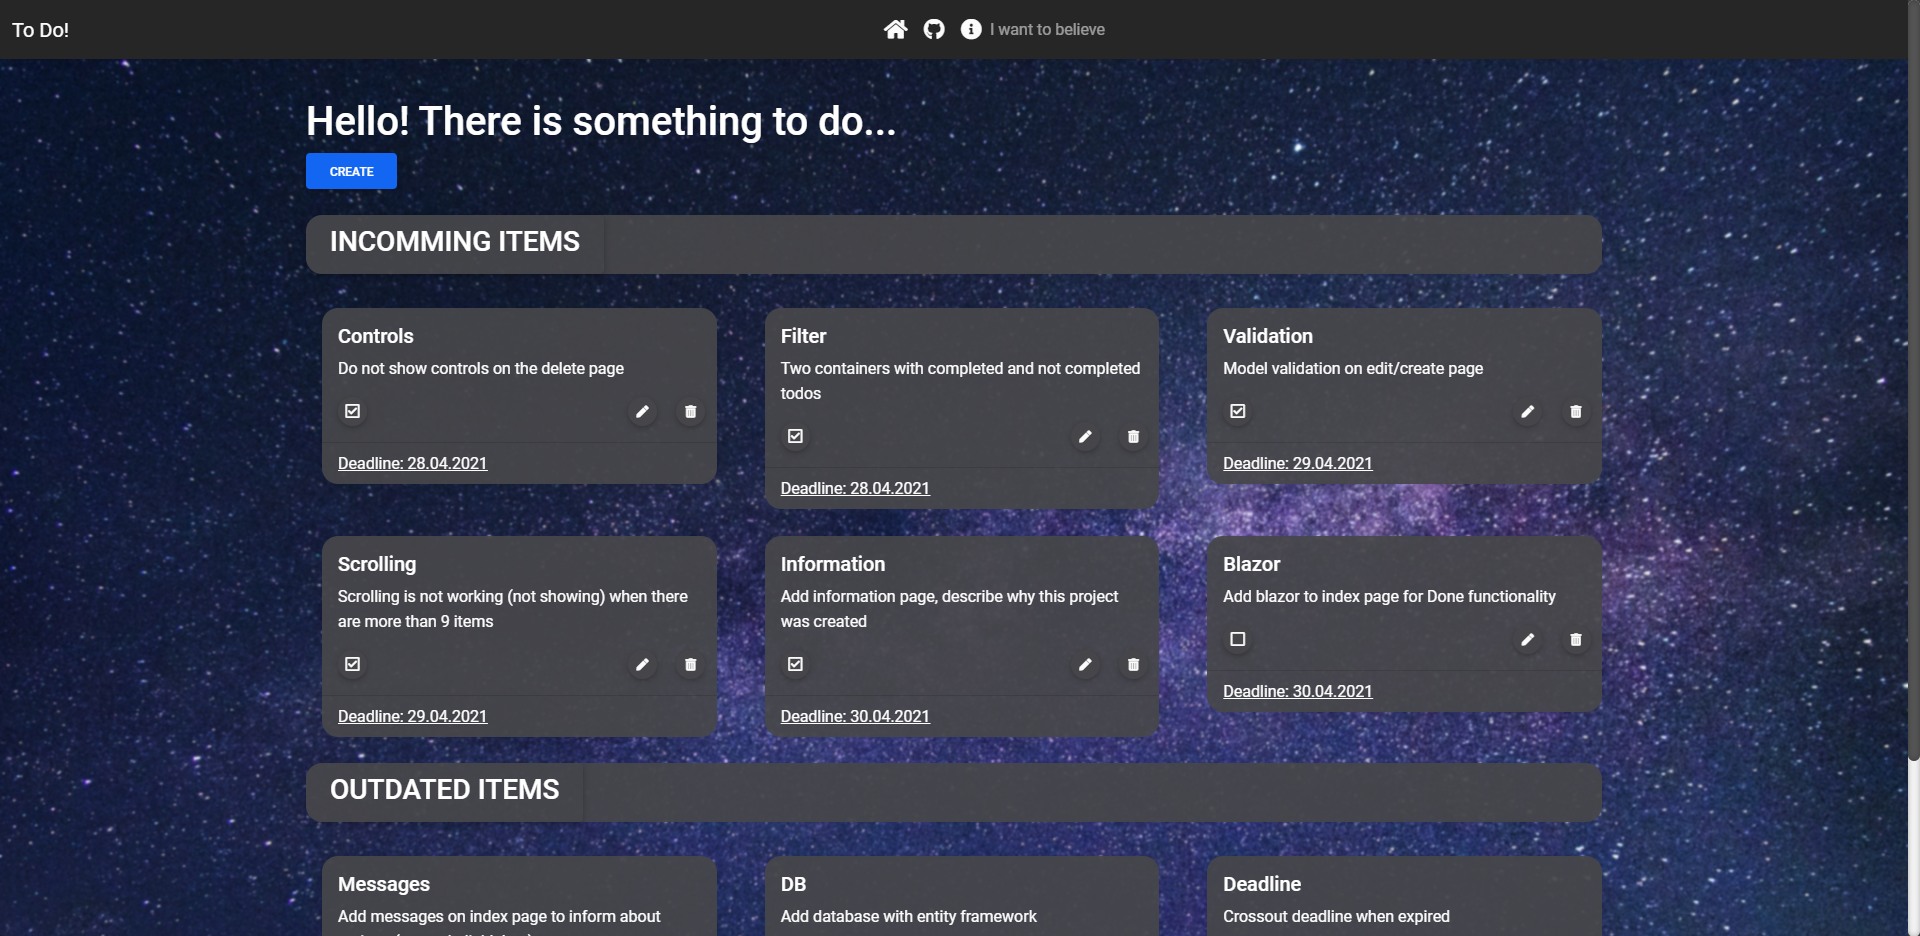 To Do!
I want to believe
Hello! There is something to do...
CREATE
INCOMMING ITEMS
Controls
Do not show controls on the delete page
Deadline: 28.04.2021
Filter
Two containers with completed and not completed
todos
Deadline: 28.04.2021
Validation
Model validation on edit/create page
Deadline: 29.04.2021
Scrolling
Scrolling is not working (not showing) when there
are more than 9 items
Deadline: 29.04.2021
Information
Add information page, describe why this project
was created
Deadline: 30.04.2021
Blazor
Add blazor to index page for Done functionality
Deadline: 30.04.2021
OUTDATED ITEMS
Messages
Add messages on index page to inform about
DB
Add database with entity framework
Deadline
Crossout deadline when expired